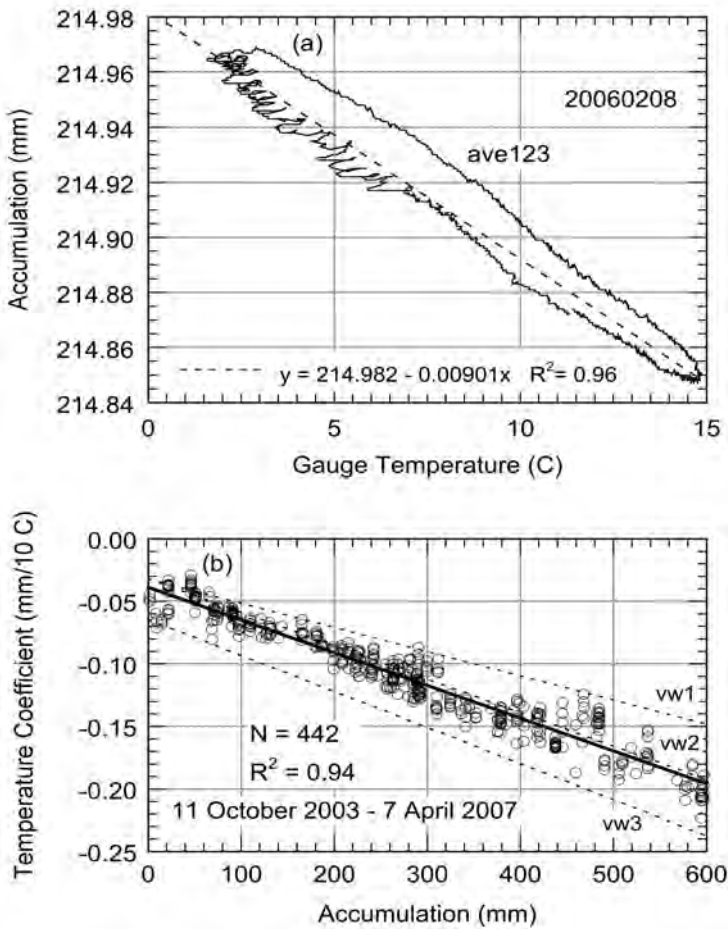 (a)
20060208
ave123
y = 214.982 - 0.00901x R²= 0.96
214.98
214.96
214.94
214.92
214.90
214.88
214.86
214.84
Accumulation (mm)
0 5 10 15
Gauge Temperature (C)
(b)
vw1
vw2
vw3
N = 442
R² = 0.94
11 October 2003 - 7 April 2007
0.00
-0.05
-0.10
-0.15
-0.20
-0.25
Temperature Coefficient (mm/10 C)
0 100 200 300 400 500 600
Accumulation (mm)